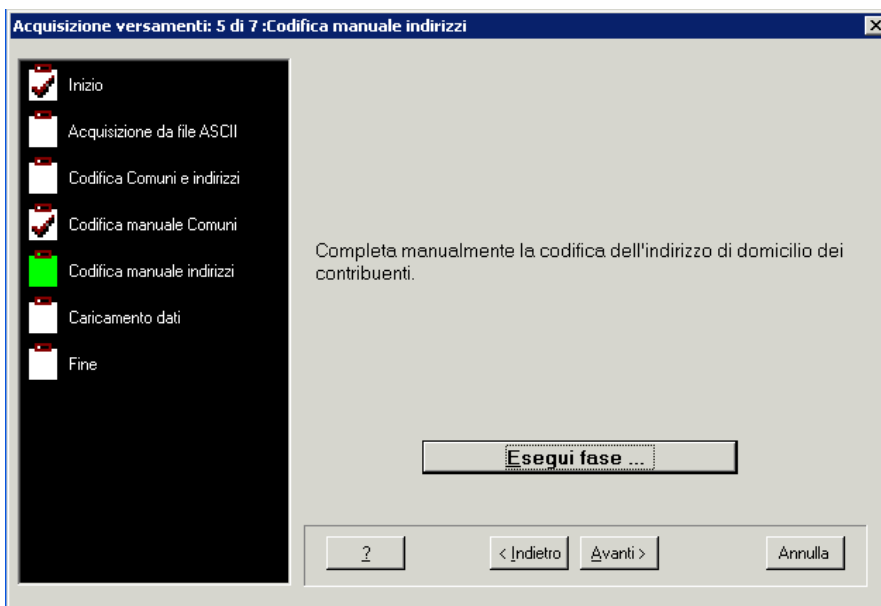 Acquisizione versamenti: 5 di 7 :Codifica manuale indirizzi
Inizio
Acquisizione da file ASCII
Codifica Comuni e indirizzi
Codifica manuale Comuni
Codifica manuale indirizzi
Caricamento dati
Fine
Completa manualmente la codifica dell'indirizzo di domicilio dei
contribuenti.
Esegui fase ...
?
< Indietro
Avanti >
Annulla